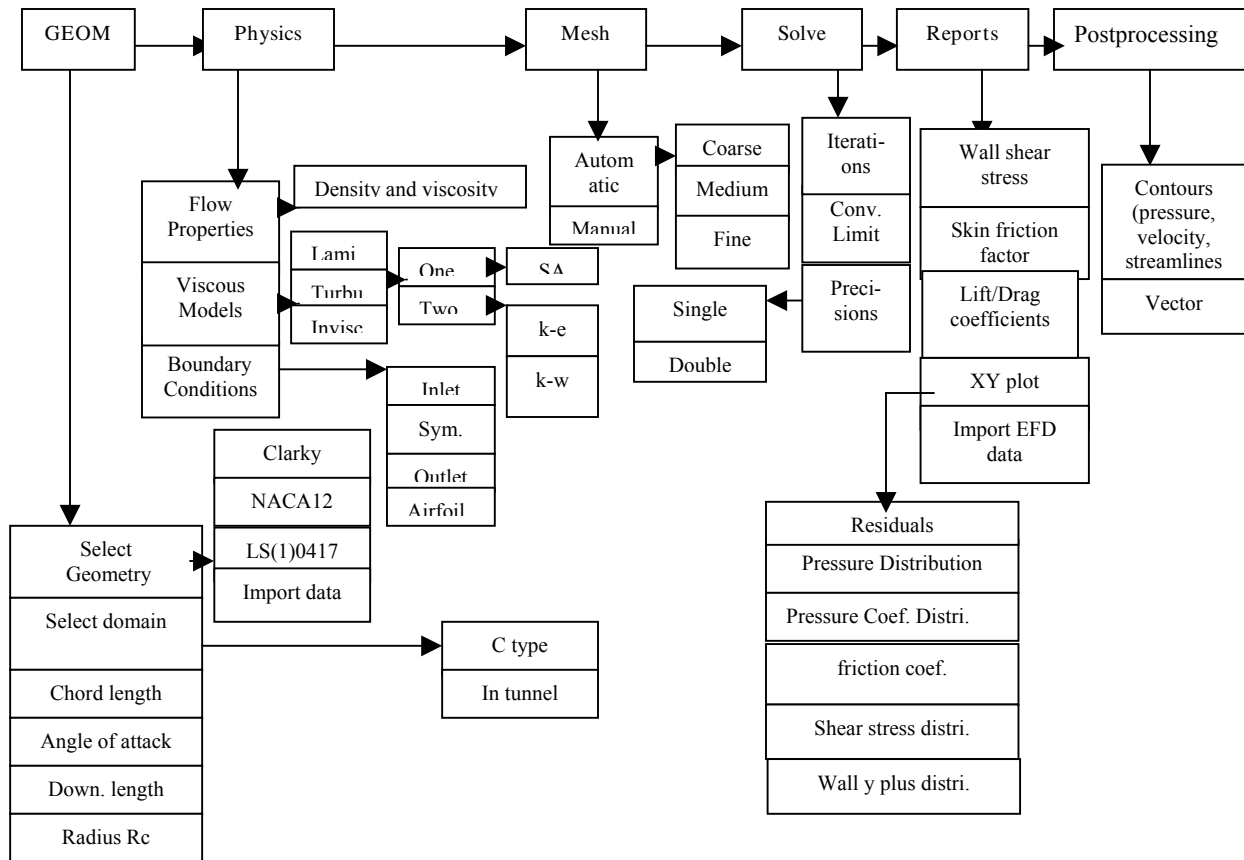 GEOM
Physics
Mesh
Solve
Reports
Postprocessing
Flow
Properties
Viscous
Models
Boundary
Conditions
Density and viscosity
Lami
Turbu
Invisc
One
Two
SA
k-e
k-w
Inlet
Sym.
Outlet
Airfoil
Autom
atic
Manual
Coarse
Medium
Fine
Iterati-
ons
Conv.
Limit
Preci-
sions
Single
Double
Wall shear
stress
Skin friction
factor
Lift/Drag
coefficients
XY plot
Import EFD
data
Contours
(pressure,
velocity,
streamlines
Vector
Clarky
NACA12
LS(1)0417
Import data
Select
Geometry
Select domain
Chord length
Angle of attack
Down. length
Radius Rc
C type
In tunnel
Residuals
Pressure Distribution
Pressure Coef. Distri.
friction coef.
Shear stress distri.
Wall y plus distri.